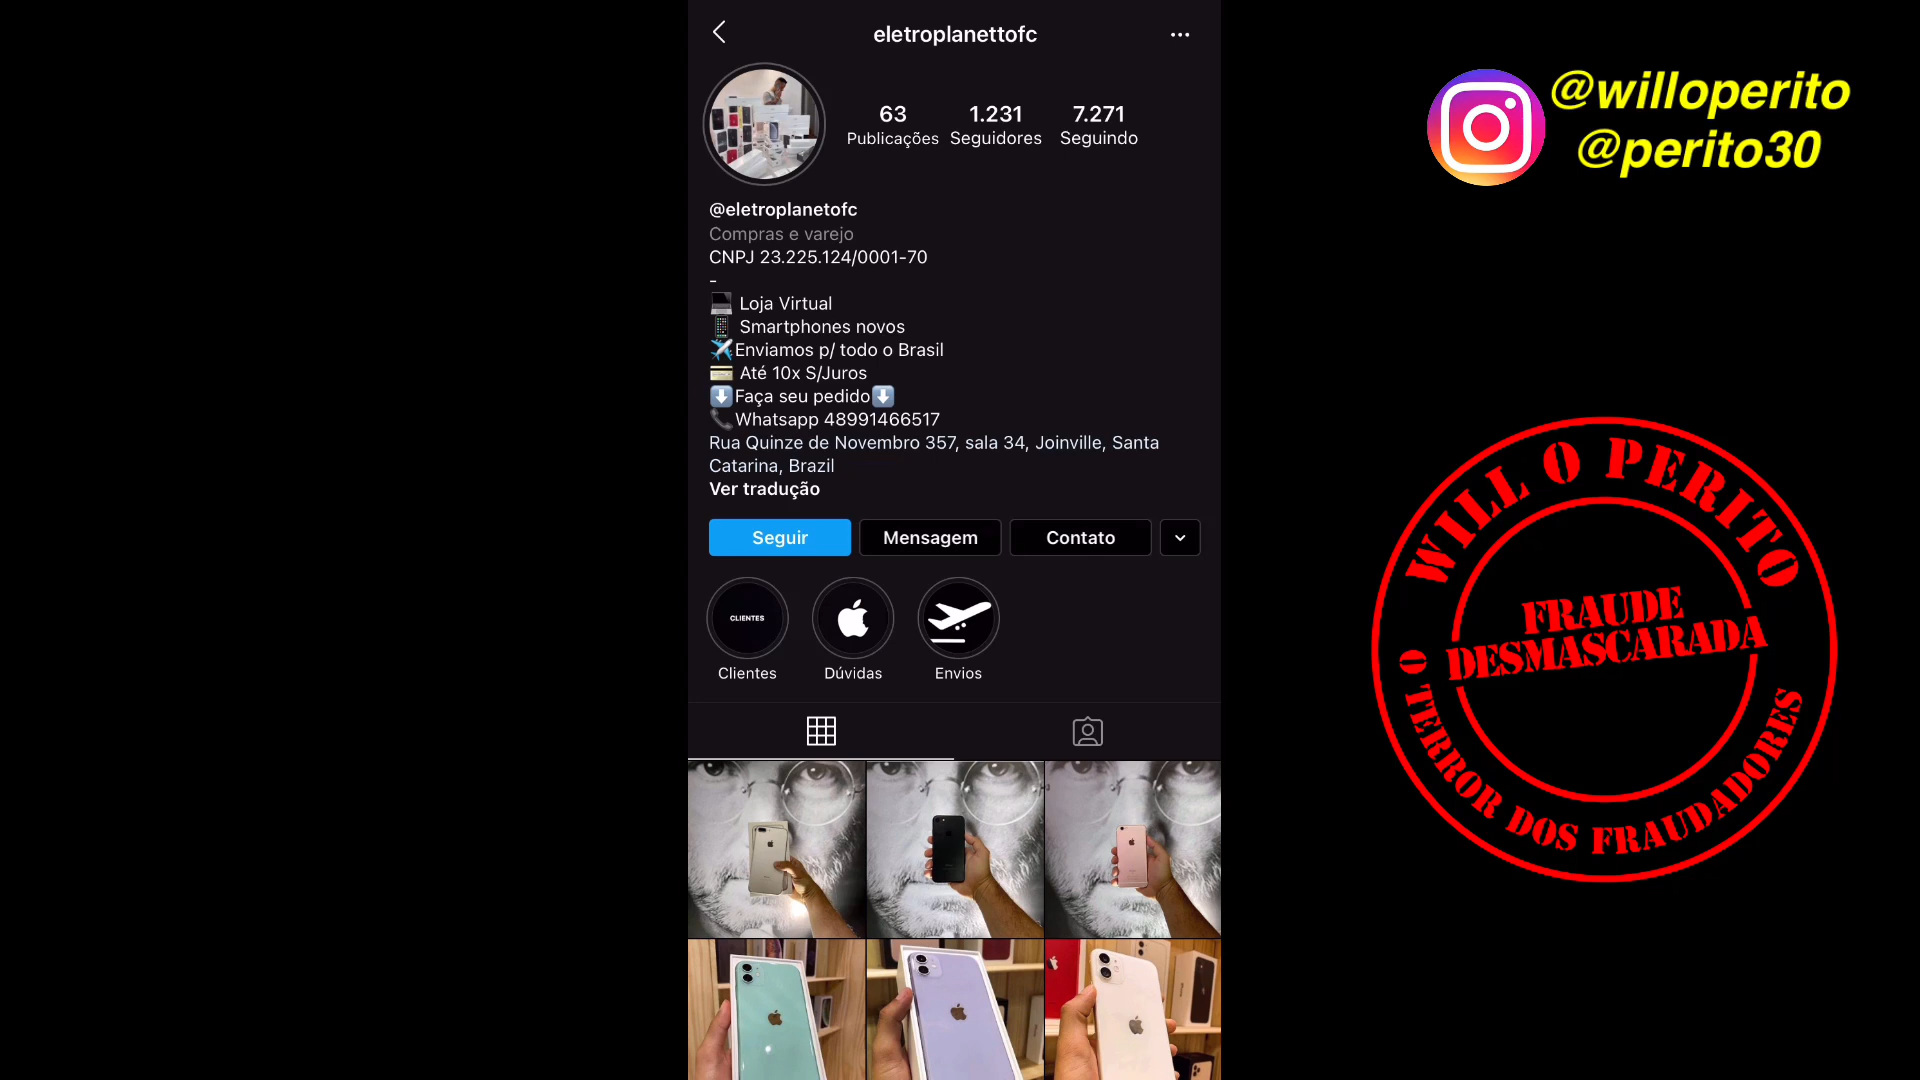 eletroplanettofc
63
Publicações
1.231
Seguidores
7.271
Seguindo
@eletroplanetofc
Compras e varejo
CNPJ 23.225.124/0001-70
-
Loja Virtual
Smartphones novos
Enviamos p/ todo o Brasil
Até 10x S/Juros
Faça seu pedido
Whatsapp 48991466517
Rua Quinze de Novembro 357, sala 34, Joinville, Santa
Catarina, Brazil
Ver tradução
Seguir
Mensagem
Contato
CLIENTES
Clientes
Dúvidas
Envios
@willoperito
@perito30
WILL O PERITO
FRAUDE
DESMASCARADA
O TERROR DOS FRAUDADORES